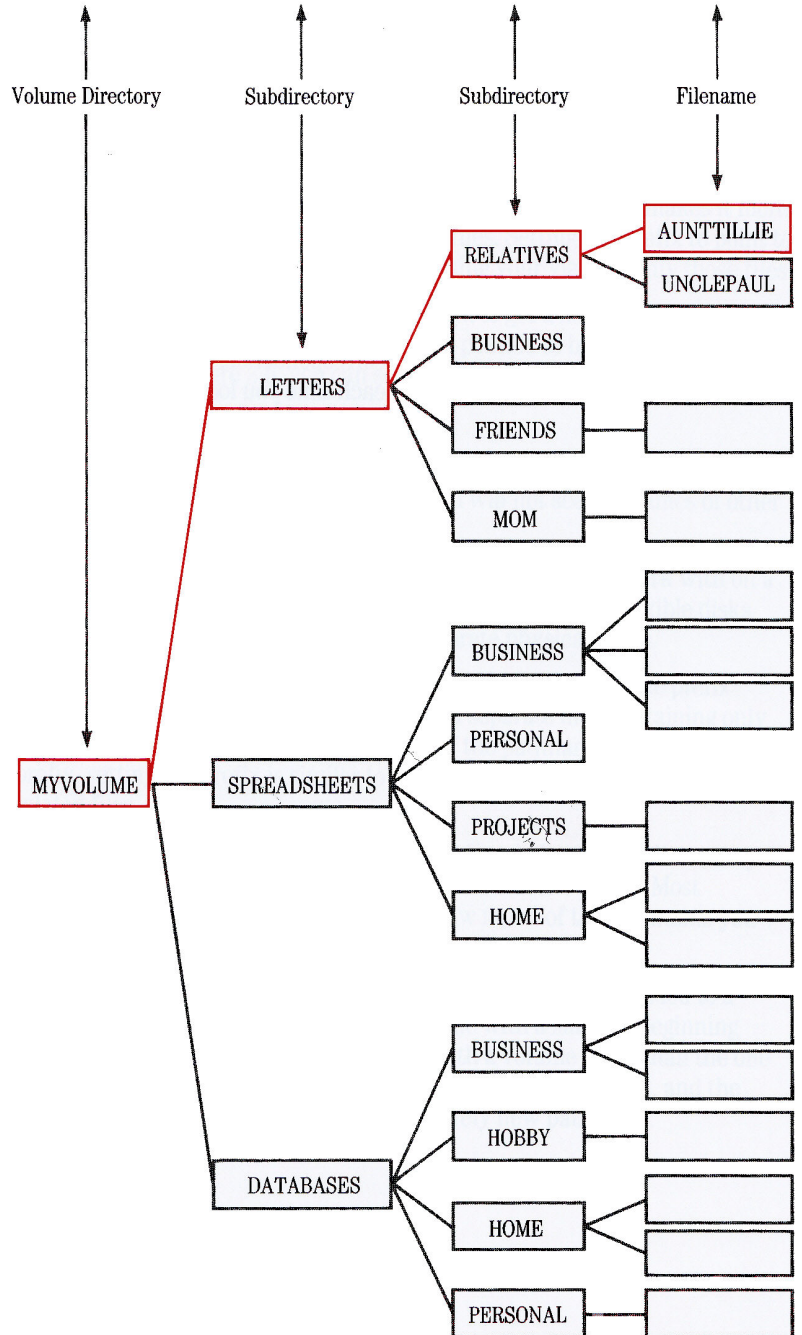 Volume Directory Subdirectory Subdirectory Filename
AUNTTILLIE
RELATIVES
UNCLEPAUL
BUSINESS
LETTERS
FRIENDS
MOM
BUSINESS
PERSONAL
MYVOLUME SPREADSHEETS
PROJECTS
HOME
BUSINESS
HOBBY
DATABASES
HOME
PERSONAL